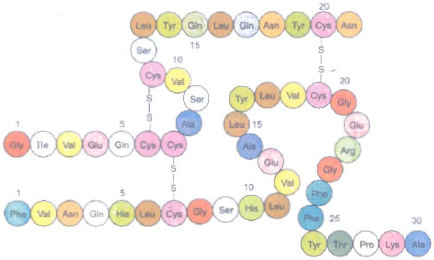 20
Leu Tyr Gln Leu Gln Asn Tyr Cys Asn
15
Ser
10
Cys Val
S
S
Ser
S
S
Ala
Tyr Leu Val Cys
20
Gly
Leu
15
Glu
Ala
Arg
Glu
Gly
Val
Phe
Phe
1
5
Gly Ile Val Glu Gln Cys Cys
S
S
1
5
10
Phe Val Asn Gln His Leu Cys Gly Ser His Leu
25
30
Tyr Thr Pro Lys Ala